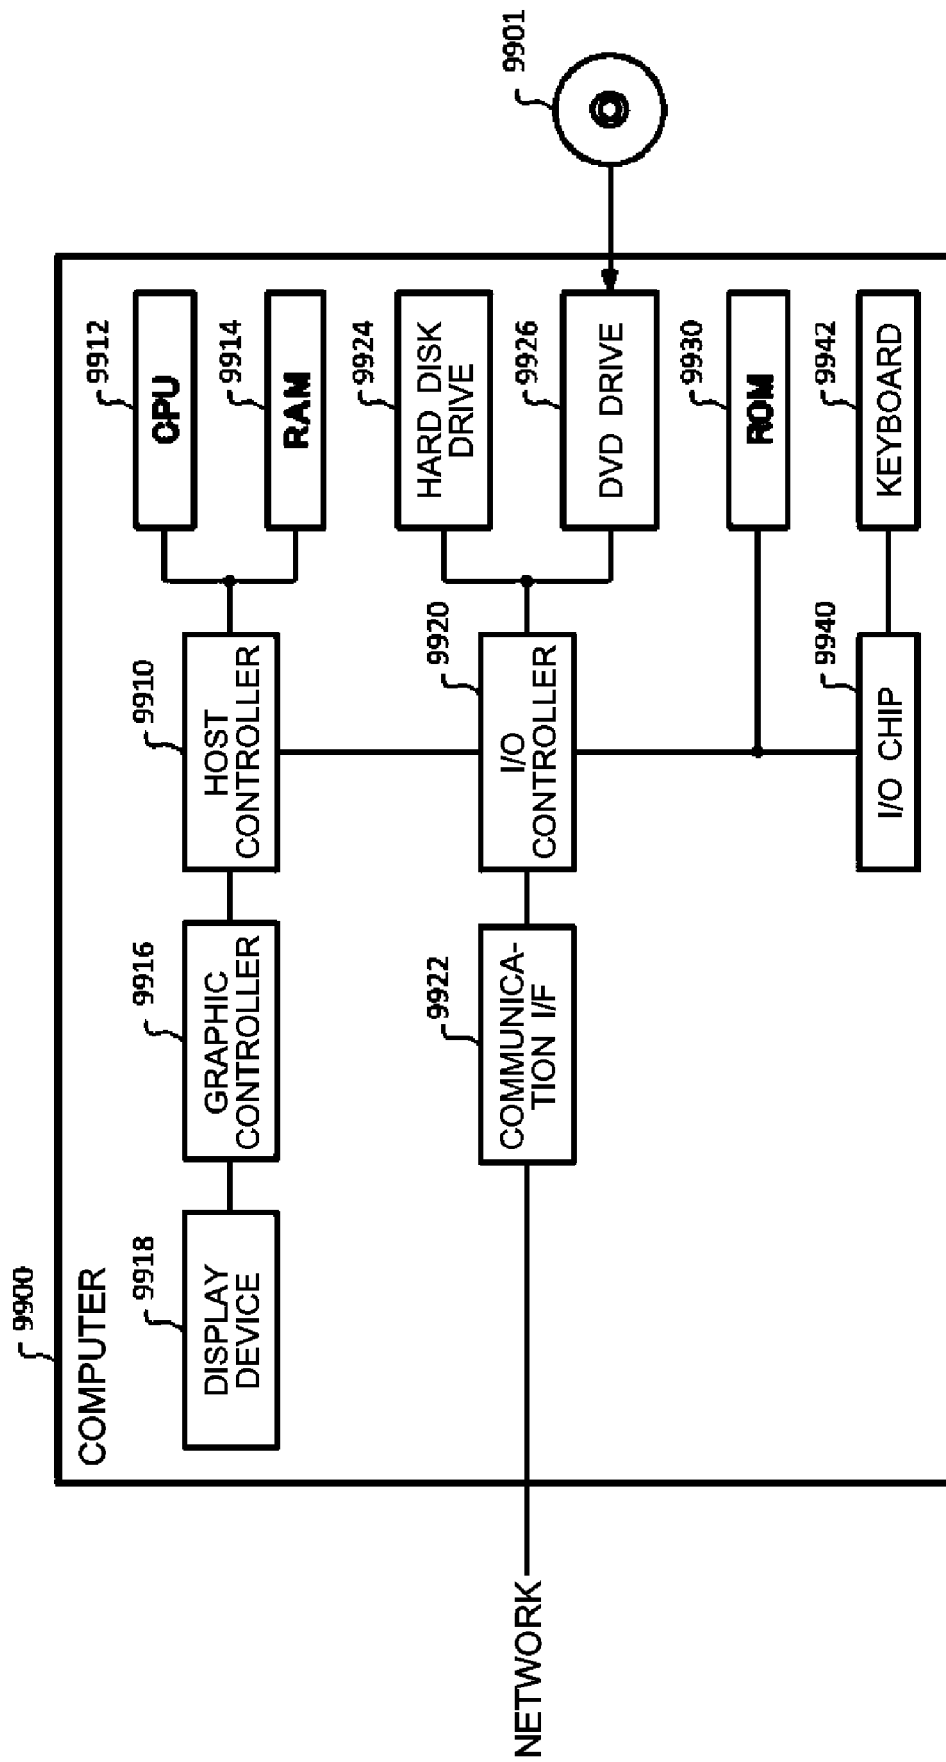 9900
COMPUTER
9918
DISPLAY
DEVICE
9916
GRAPHIC
CONTROLLER
9910
HOST
CONTROLLER
9912
CPU
9914
RAM
NETWORK
9922
COMMUNICA-
TION I/F
9920
I/O
CONTROLLER
9924
HARD DISK
DRIVE
9926
DVD DRIVE
9901
9930
ROM
9940
I/O CHIP
9942
KEYBOARD